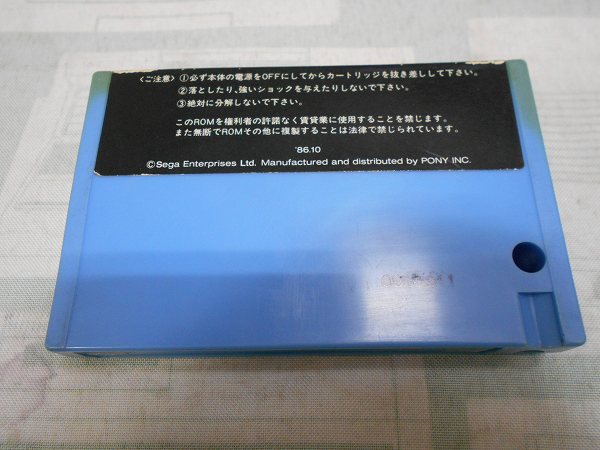 〈ご注意〉①必ず本体の電源をOFFにしてからカートリッジを抜き差しして下さい。
②落としたり、強いショックを与えたりしないで下さい。
③絶対に分解しないで下さい。
このROMを権利者の許諾なく賃貸業に使用することを禁じます。
また無断でROMその他に複製することは法律で禁じられています。
'86.10
©Sega Enterprises Ltd. Manufactured and distributed by PONY INC.